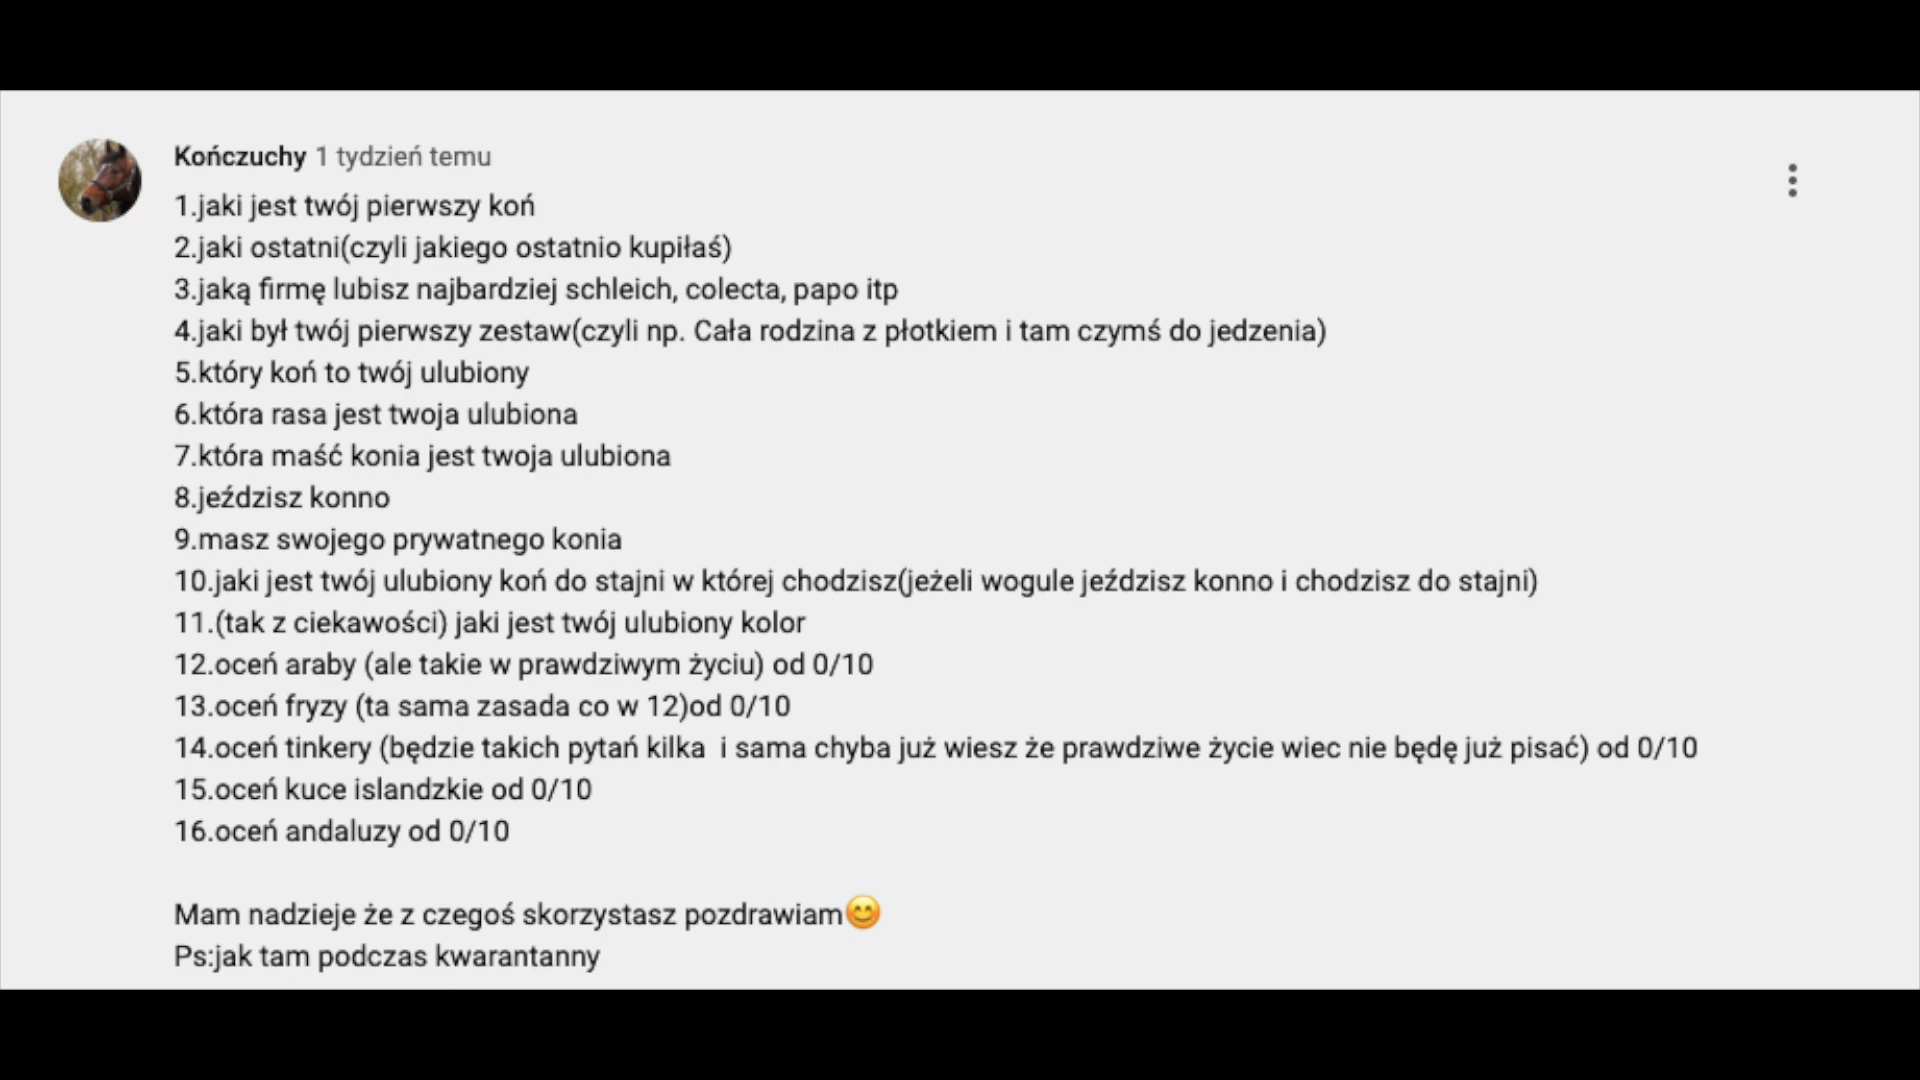 Kończuchy 1 tydzień temu
1.jaki jest twój pierwszy koń
2.jaki ostatni(czyli jakiego ostatnio kupiłaś)
3.jaką firmę lubisz najbardziej schleich, colecta, papo itp
4.jaki był twój pierwszy zestaw(czyli np. Cała rodzina z płotkiem i tam czymś do jedzenia)
5.który koń to twój ulubiony
6.która rasa jest twoja ulubiona
7.która maść konia jest twoja ulubiona
8.jeździsz konno
9.masz swojego prywatnego konia
10.jaki jest twój ulubiony koń do stajni w której chodzisz(jeżeli wogule jeździsz konno i chodzisz do stajni)
11.(tak z ciekawości) jaki jest twój ulubiony kolor
12.oceń araby (ale takie w prawdziwym życiu) od 0/10
13.oceń fryzy (ta sama zasada co w 12)od 0/10
14.oceń tinkery (będzie takich pytań kilka  i sama chyba już wiesz że prawdziwe życie wiec nie będę już pisać) od 0/10
15.oceń kuce islandzkie od 0/10
16.oceń andaluzy od 0/10
Mam nadzieje że z czegoś skorzystasz pozdrawiam😊
Ps:jak tam podczas kwarantanny